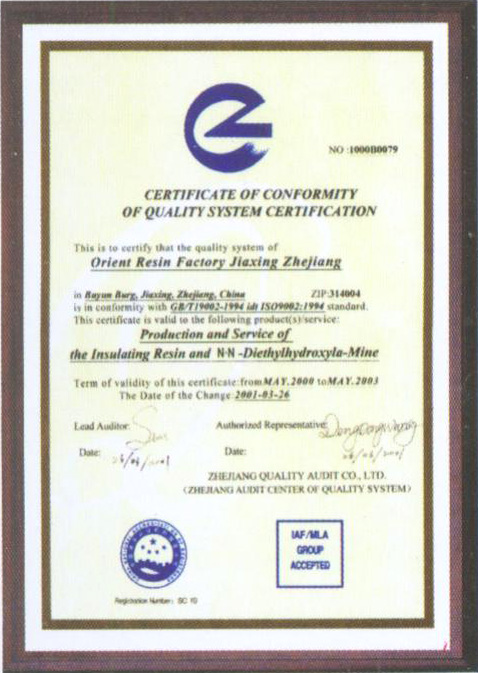 NO :1000B0079
CERTIFICATE OF CONFORMITY
OF QUALITY SYSTEM CERTIFICATION
This is to certify that the quality system of
Orient Resin Factory Jiaxing Zhejiang
in Buyun Burg, Jiaxing, Zhejiang, China ZIP:314004
is in conformity with GB/T19002-1994 idt ISO9002:1994 standard.
This certificate is valid to the following product(s)/service:
Production and Service of
the Insulating Resin and N·N -Diethylhydroxyla-Mine
Term of validity of this certificate:from MAY.2000 to MAY.2003
The Date of the Change:2001-03-26
Lead Auditor: Authorized Representative:
Date: Date:
ZHEJIANG QUALITY AUDIT CO., LTD.
(ZHEJIANG AUDIT CENTER OF QUALITY SYSTEM)
IAF/MLA
GROUP
ACCEPTED
Registration Number: SC